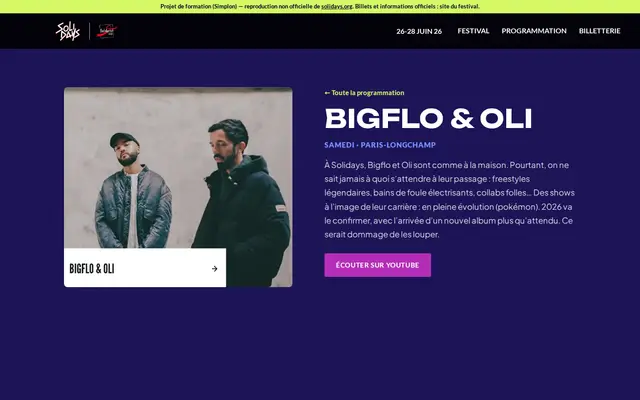 Projet de formation (Simplon) — reproduction non officielle de solidays.org. Billets et informations officiels : site du festival.
SOLI DAYS
26-28 JUIN 26
FESTIVAL
PROGRAMMATION
BILLETTERIE
← Toute la programmation
BIGFLO & OLI
SAMEDI - PARIS-LONGCHAMP
À Solidays, Bigflo et Oli sont comme à la maison. Pourtant, on ne
sait jamais à quoi s'attendre à leur passage : freestyles
légendaires, bains de foule électrisants, collabs folles… Des shows
à l'image de leur carrière : en pleine évolution (pokémon). 2026 va
le confirmer, avec l'arrivée d'un nouvel album plus qu'attendu. Ce
serait dommage de les louper.
ÉCOUTER SUR YOUTUBE
BIGFLO & OLI →